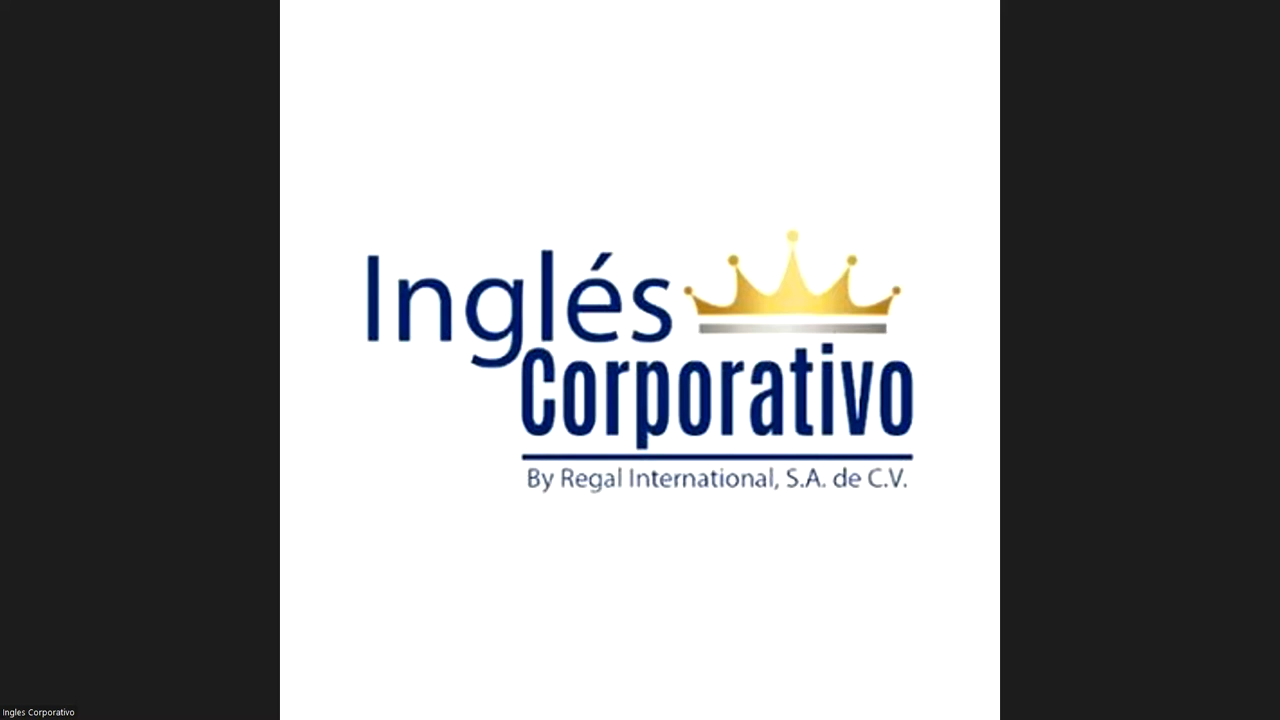 Inglés
Corporativo
By Regal International, S.A. de C.V.
Ingles Corporativo